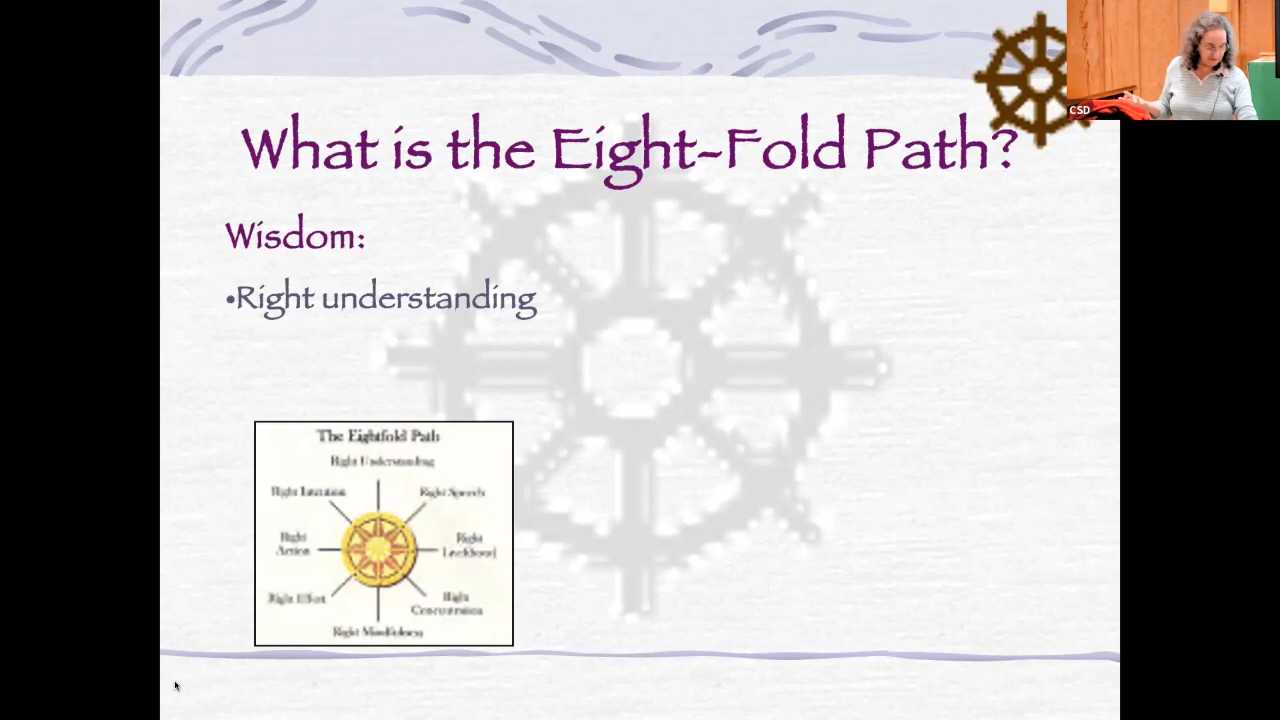 CSD
What is the Eight-Fold Path?
Wisdom:
•Right understanding
The Eightfold Path
Right Understanding
Right Intention
Right Speech
Right
Action
Right
Livelihood
Right Effort
Right
Concentration
Right Mindfulness